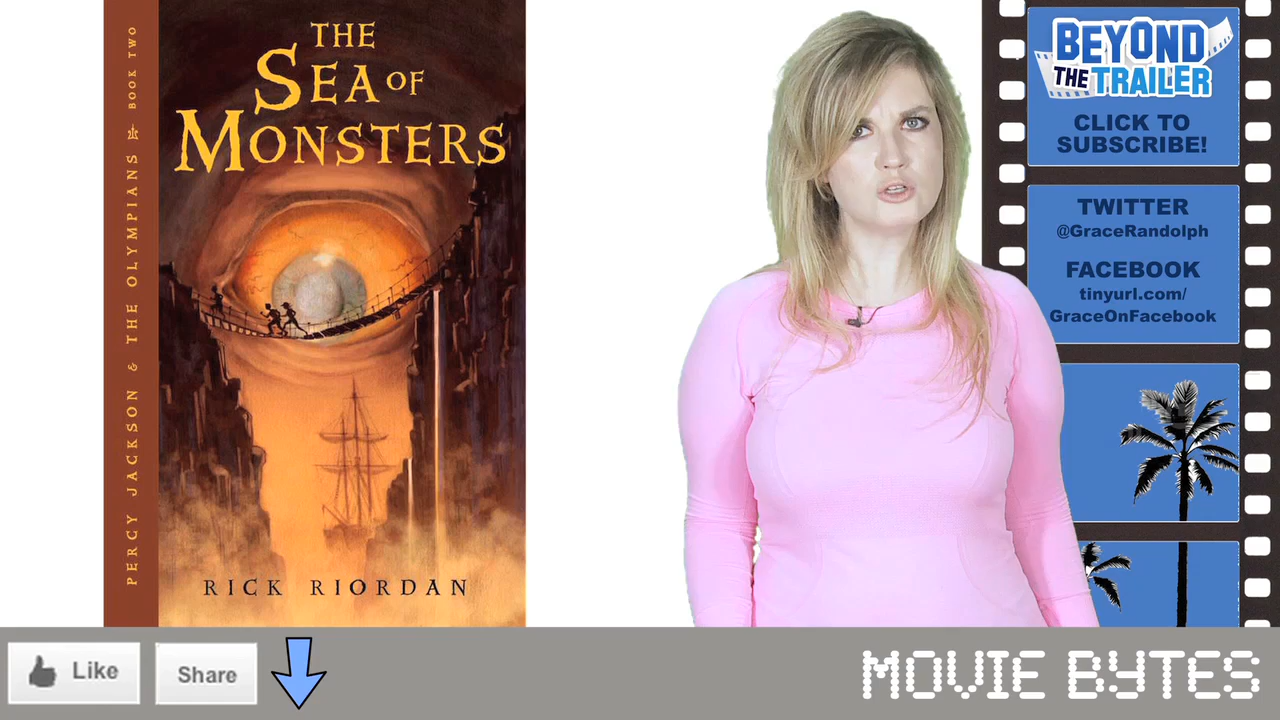 PERCY JACKSON & THE OLYMPIANS BOOK TWO
THE
SEA OF
MONSTERS
RICK RIORDAN
BEYOND
THE TRAILER
CLICK TO
SUBSCRIBE!
TWITTER
@GraceRandolph
FACEBOOK
tinyurl.com/
GraceOnFacebook
Like
Share
MOVIE BYTES